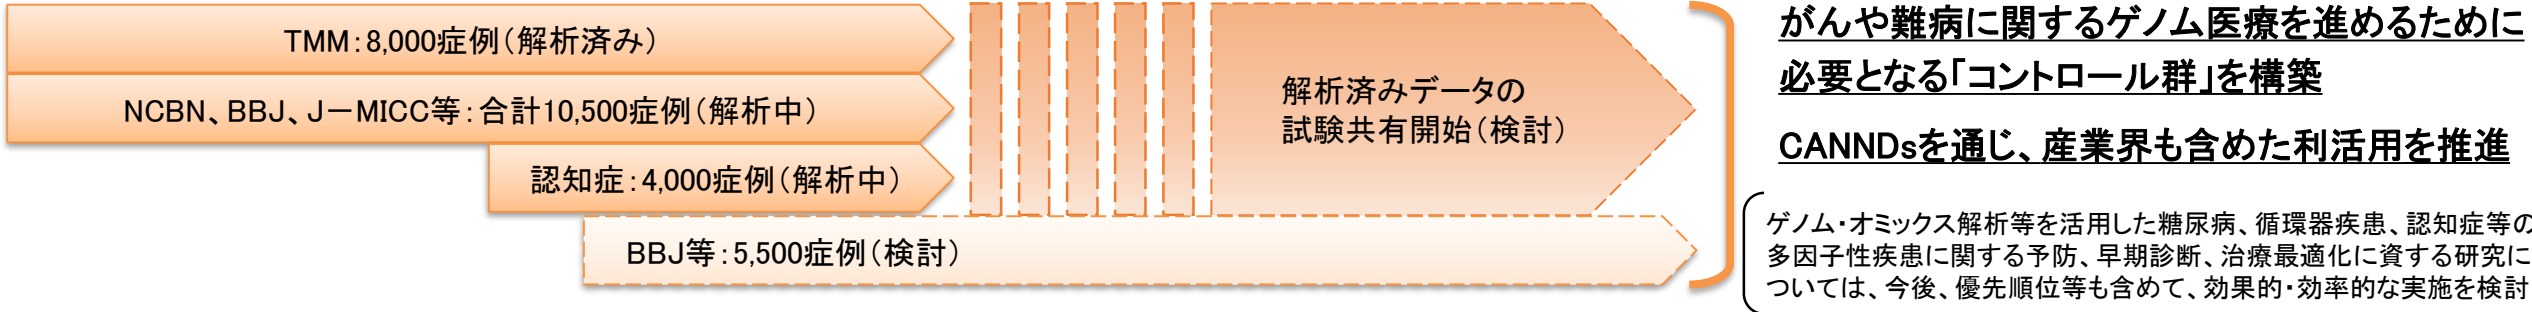 TMM：8,000症例（解析済み）
NCBN、BBJ、J－MICC等：合計10,500症例（解析中）
認知症：4,000症例（解析中）
BBJ等：5,500症例（検討）
解析済みデータの
試験共有開始（検討）
がんや難病に関するゲノム医療を進めるために
必要となる「コントロール群」を構築
CANNDsを通じ、産業界も含めた利活用を推進
ゲノム・オミックス解析等を活用した糖尿病、循環器疾患、認知症等の
多因子性疾患に関する予防、早期診断、治療最適化に資する研究に
ついては、今後、優先順位等も含めて、効果的・効率的な実施を検討